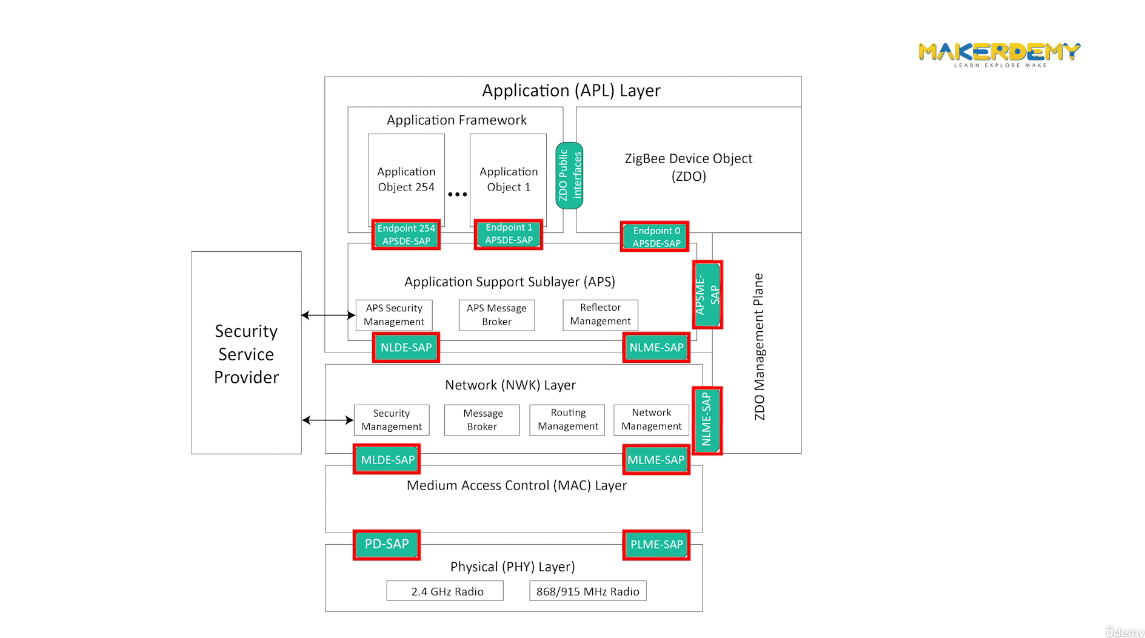 MAKERDEMY
LEARN EXPLORE MAKE
Application (APL) Layer
Application Framework
Application
Object 254
...
Application
Object 1
ZDO Public
interfaces
ZigBee Device Object
(ZDO)
Endpoint 254
APSDE-SAP
Endpoint 1
APSDE-SAP
Endpoint 0
APSDE-SAP
Application Support Sublayer (APS)
APS Security
Management
APS Message
Broker
Reflector
Management
APSME-
SAP
NLDE-SAP
NLME-SAP
Security
Service
Provider
ZDO Management Plane
Network (NWK) Layer
Security
Management
Message
Broker
Routing
Management
Network
Management
NLME-SAP
MLDE-SAP
MLME-SAP
Medium Access Control (MAC) Layer
PD-SAP
PLME-SAP
Physical (PHY) Layer)
2.4 GHz Radio
868/915 MHz Radio
ûdemy